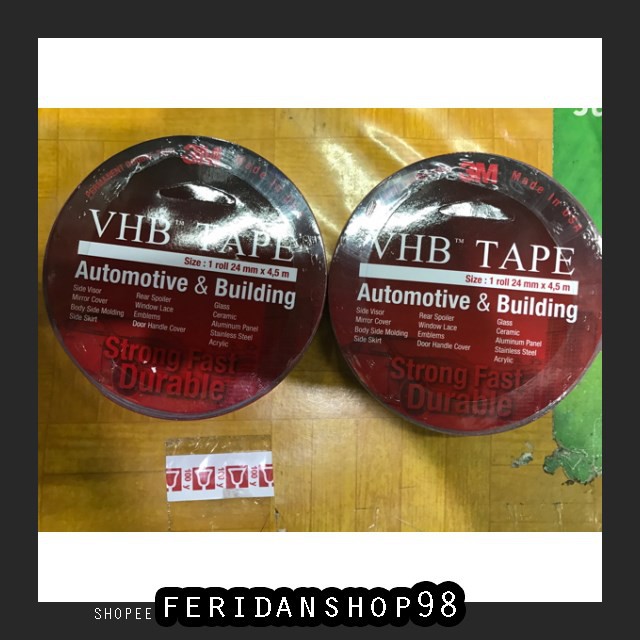 3M
VHB™ TAPE
Size : 1 roll 24 mm x 4,5 m
Automotive & Building
Side Visor
Mirror Cover
Body Side Molding
Side Skirt
Rear Spoiler
Window Lace
Emblems
Door Handle Cover
Glass
Ceramic
Aluminum Panel
Stainless Steel
Acrylic
Strong Fast
Durable
3M Made in USA
VHB™ TAPE
Size : 1 roll 24 mm x 4,5 m
Automotive & Building
Side Visor
Mirror Cover
Body Side Molding
Side Skirt
Rear Spoiler
Window Lace
Emblems
Door Handle Cover
Glass
Ceramic
Aluminum Panel
Stainless Steel
Acrylic
Strong Fast
Durable
100 y
100 y
SHOPEE FERIDANSHOP98